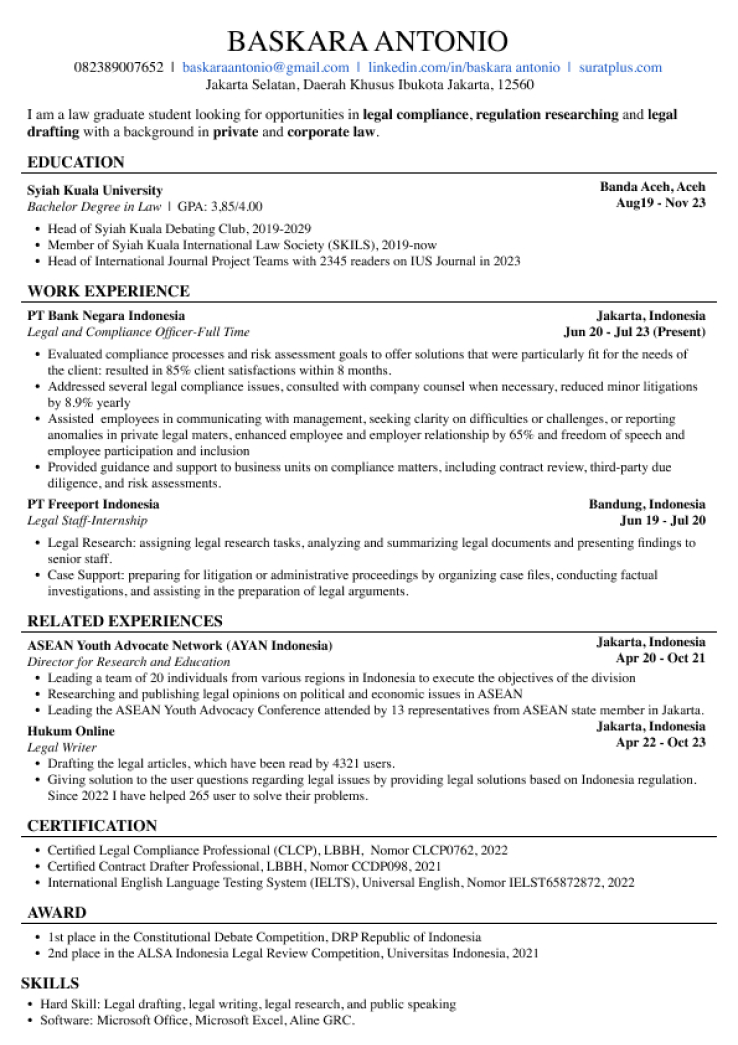 BASKARA ANTONIO
082389007652 | baskaraantonio@gmail.com | linkedin.com/in/baskara antonio | suratplus.com
Jakarta Selatan, Daerah Khusus Ibukota Jakarta, 12560
I am a law graduate student looking for opportunities in legal compliance, regulation researching and legal
drafting with a background in private and corporate law.
EDUCATION
Syiah Kuala University
Banda Aceh, Aceh
Bachelor Degree in Law | GPA: 3,85/4.00
Aug19 - Nov 23
• Head of Syiah Kuala Debating Club, 2019-2029
• Member of Syiah Kuala International Law Society (SKILS), 2019-now
• Head of International Journal Project Teams with 2345 readers on IUS Journal in 2023
WORK EXPERIENCE
PT Bank Negara Indonesia
Jakarta, Indonesia
Legal and Compliance Officer-Full Time
Jun 20 - Jul 23 (Present)
• Evaluated compliance processes and risk assessment goals to offer solutions that were particularly fit for the needs of
the client: resulted in 85% client satisfactions within 8 months.
• Addressed several legal compliance issues, consulted with company counsel when necessary, reduced minor litigations
by 8.9% yearly
• Assisted  employees in communicating with management, seeking clarity on difficulties or challenges, or reporting
anomalies in private legal maters, enhanced employee and employer relationship by 65% and freedom of speech and
employee participation and inclusion
• Provided guidance and support to business units on compliance matters, including contract review, third-party due
diligence, and risk assessments.
PT Freeport Indonesia
Bandung, Indonesia
Legal Staff-Internship
Jun 19 - Jul 20
• Legal Research: assigning legal research tasks, analyzing and summarizing legal documents and presenting findings to
senior staff.
• Case Support: preparing for litigation or administrative proceedings by organizing case files, conducting factual
investigations, and assisting in the preparation of legal arguments.
RELATED EXPERIENCES
ASEAN Youth Advocate Network (AYAN Indonesia)
Jakarta, Indonesia
Director for Research and Education
Apr 20 - Oct 21
• Leading a team of 20 individuals from various regions in Indonesia to execute the objectives of the division
• Researching and publishing legal opinions on political and economic issues in ASEAN
• Leading the ASEAN Youth Advocacy Conference attended by 13 representatives from ASEAN state member in Jakarta.
Hukum Online
Jakarta, Indonesia
Legal Writer
Apr 22 - Oct 23
• Drafting the legal articles, which have been read by 4321 users.
• Giving solution to the user questions regarding legal issues by providing legal solutions based on Indonesia regulation.
Since 2022 I have helped 265 user to solve their problems.
CERTIFICATION
• Certified Legal Compliance Professional (CLCP), LBBH,  Nomor CLCP0762, 2022
• Certified Contract Drafter Professional, LBBH, Nomor CCDP098, 2021
• International English Language Testing System (IELTS), Universal English, Nomor IELST65872872, 2022
AWARD
• 1st place in the Constitutional Debate Competition, DRP Republic of Indonesia
• 2nd place in the ALSA Indonesia Legal Review Competition, Universitas Indonesia, 2021
SKILLS
• Hard Skill: Legal drafting, legal writing, legal research, and public speaking
• Software: Microsoft Office, Microsoft Excel, Aline GRC.